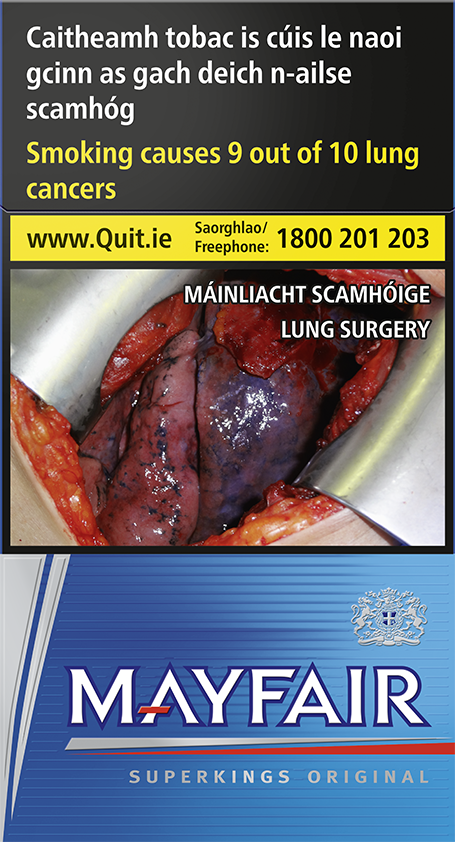 Caitheamh tobac is cúis le naoi
gcinn as gach deich n-ailse
scamhóg
Smoking causes 9 out of 10 lung
cancers
www.Quit.ie Saorghlao/ Freephone: 1800 201 203
MÁINLIACHT SCAMHÓIGE
LUNG SURGERY
MAYFAIR
SUPERKINGS ORIGINAL